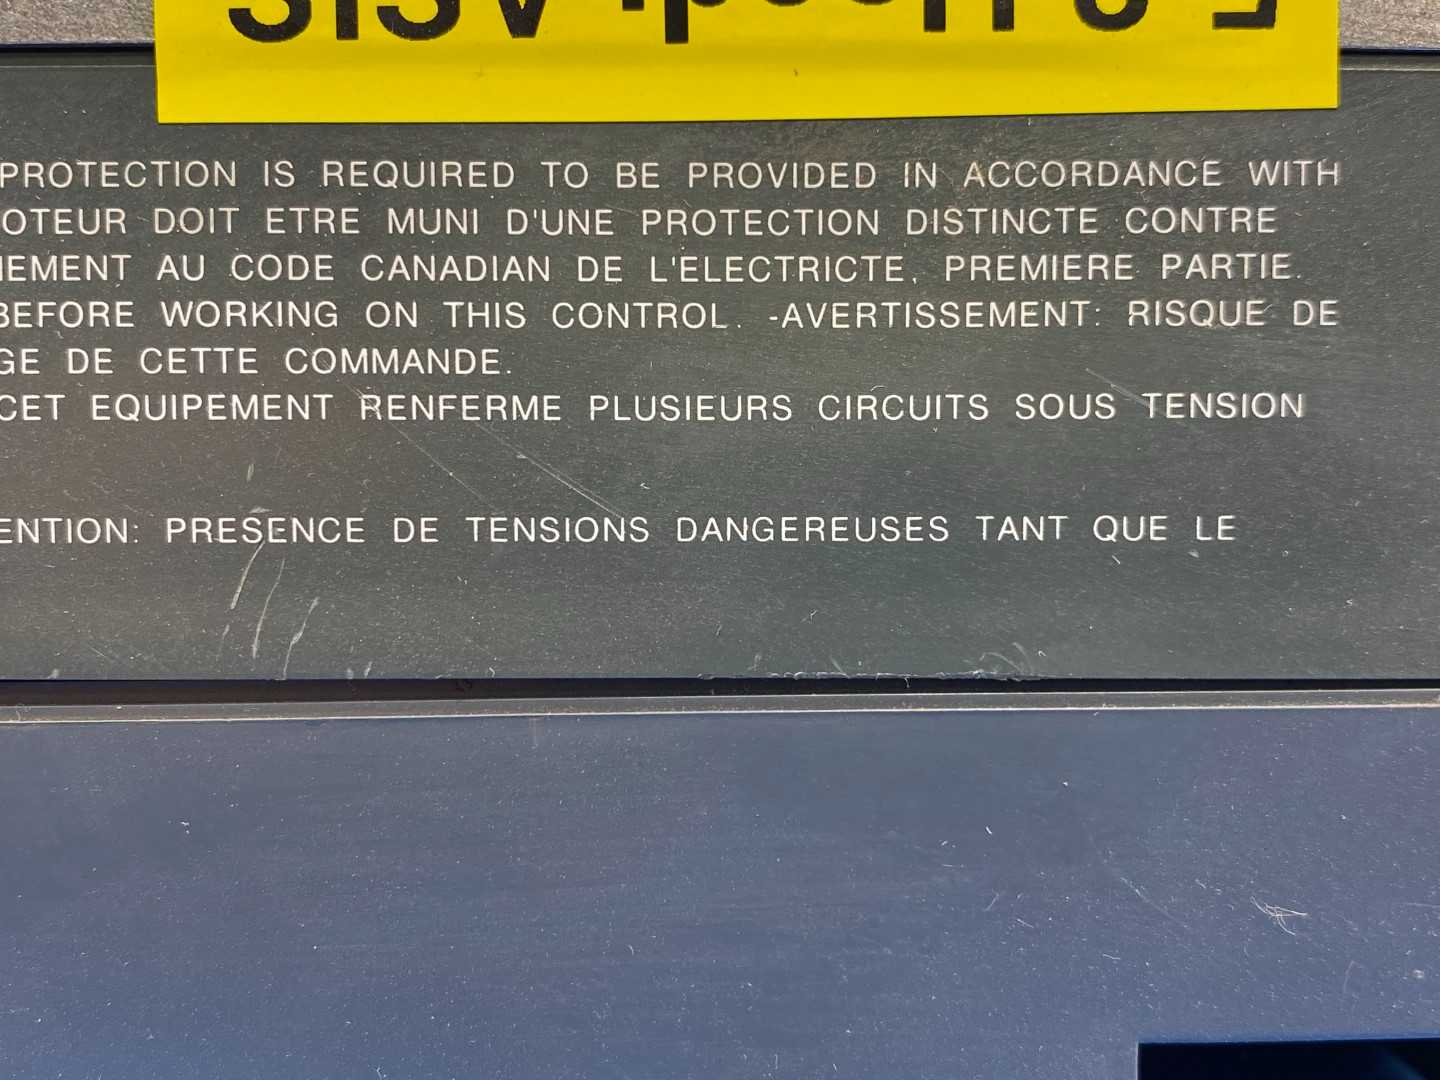 PROTECTION IS REQUIRED TO BE PROVIDED IN ACCORDANCE WITH
OTEUR DOIT ETRE MUNI D'UNE PROTECTION DISTINCTE CONTRE
EMENT AU CODE CANADIAN DE L'ELECTRICTE, PREMIERE PARTIE.
BEFORE WORKING ON THIS CONTROL. -AVERTISSEMENT: RISQUE DE
GE DE CETTE COMMANDE.
CET EQUIPEMENT RENFERME PLUSIEURS CIRCUITS SOUS TENSION
ENTION: PRESENCE DE TENSIONS DANGEREUSES TANT QUE LE